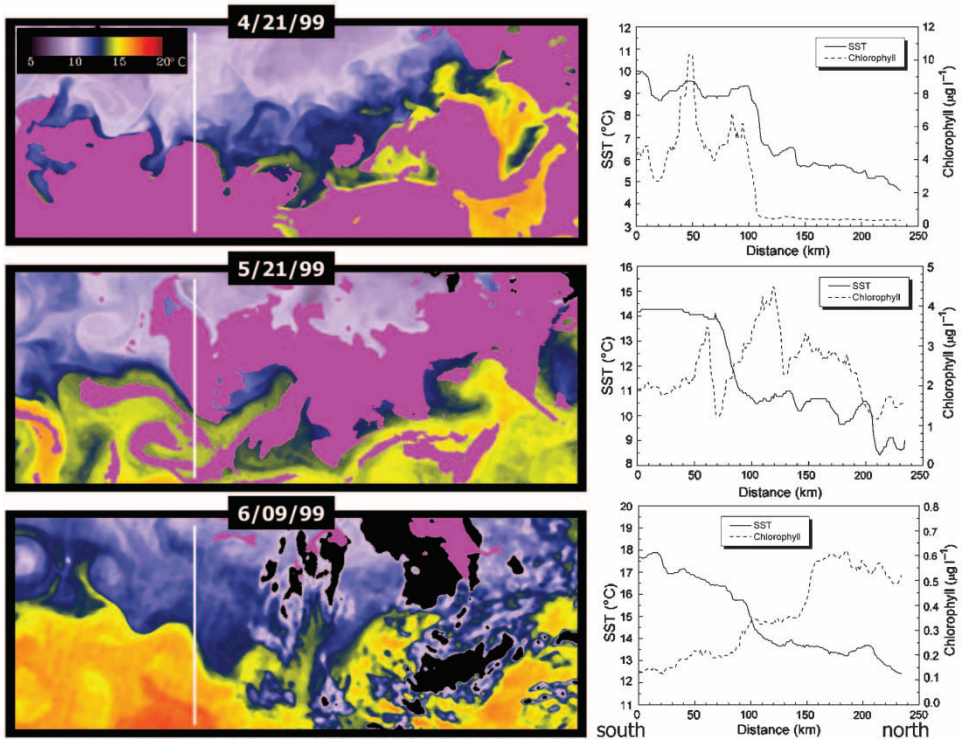 4/21/99
5 10 15 20° C
12
11
10
9
8
7
6
5
4
3
SST (°C)
SST
Chlorophyll
12
10
8
6
4
2
0
Chlorophyll (µg l⁻¹)
0 50 100 150 200 250
Distance (km)
5/21/99
16
15
14
13
12
11
10
9
8
SST (°C)
SST
Chlorophyll
5
4
3
2
1
0
Chlorophyll (µg l⁻¹)
0 50 100 150 200 250
Distance (km)
6/09/99
20
19
18
17
16
15
14
13
12
11
SST (°C)
SST
Chlorophyll
0.8
0.7
0.6
0.5
0.4
0.3
0.2
0.1
0.0
Chlorophyll (µg l⁻¹)
0 50 100 150 200 250
south Distance (km) north